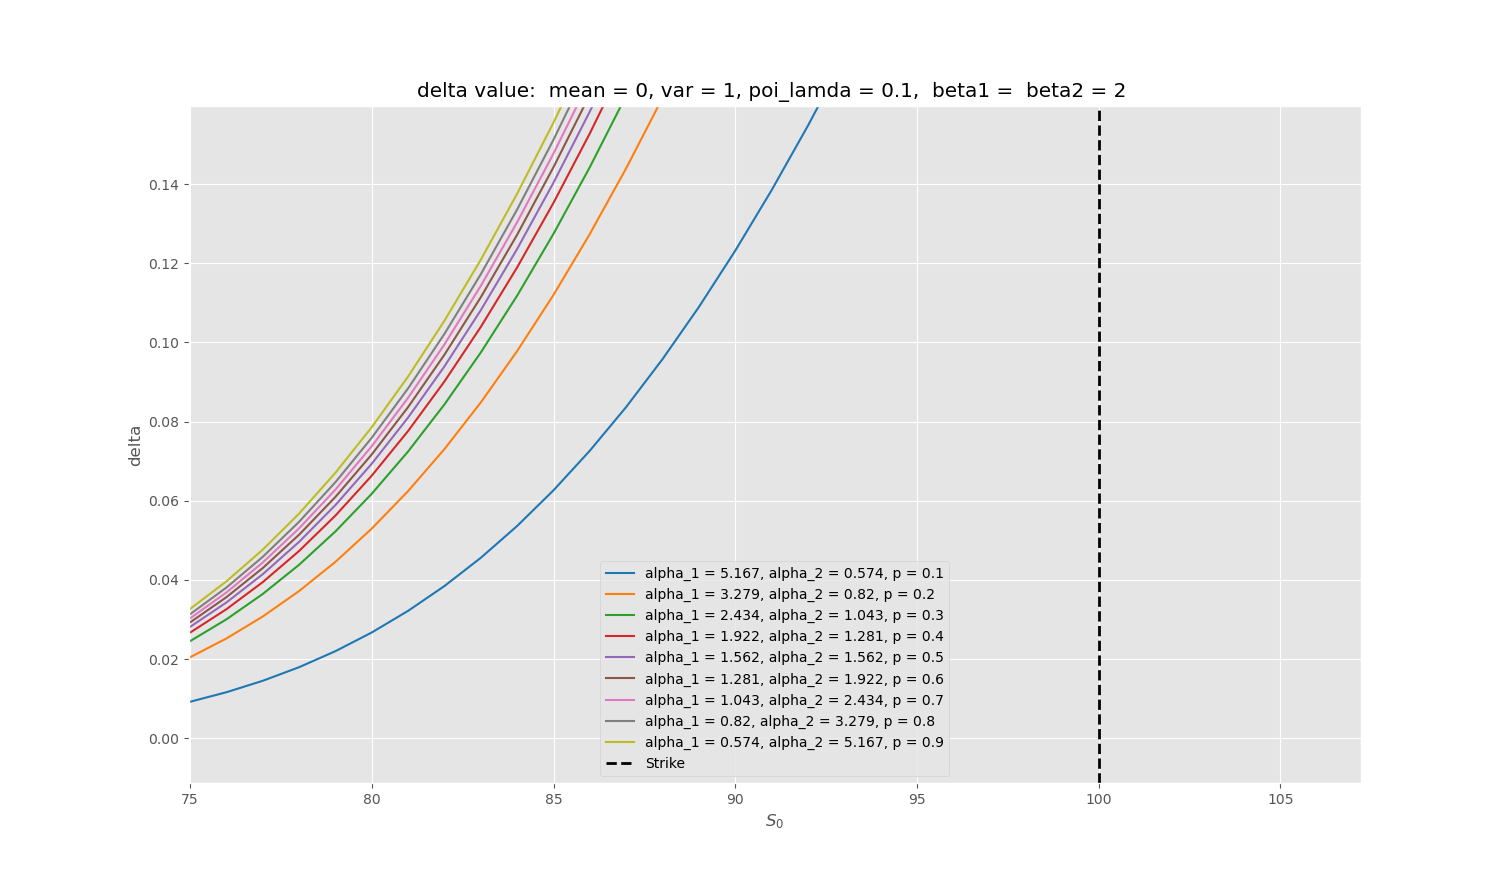 delta value:  mean = 0, var = 1, poi_lamda = 0.1,  beta1 =  beta2 = 2
0.14
0.12
0.10
0.08
0.06
0.04
0.02
0.00
delta
alpha_1 = 5.167, alpha_2 = 0.574, p = 0.1
alpha_1 = 3.279, alpha_2 = 0.82, p = 0.2
alpha_1 = 2.434, alpha_2 = 1.043, p = 0.3
alpha_1 = 1.922, alpha_2 = 1.281, p = 0.4
alpha_1 = 1.562, alpha_2 = 1.562, p = 0.5
alpha_1 = 1.281, alpha_2 = 1.922, p = 0.6
alpha_1 = 1.043, alpha_2 = 2.434, p = 0.7
alpha_1 = 0.82, alpha_2 = 3.279, p = 0.8
alpha_1 = 0.574, alpha_2 = 5.167, p = 0.9
Strike
75 80 85 90 95 100 105
S₀